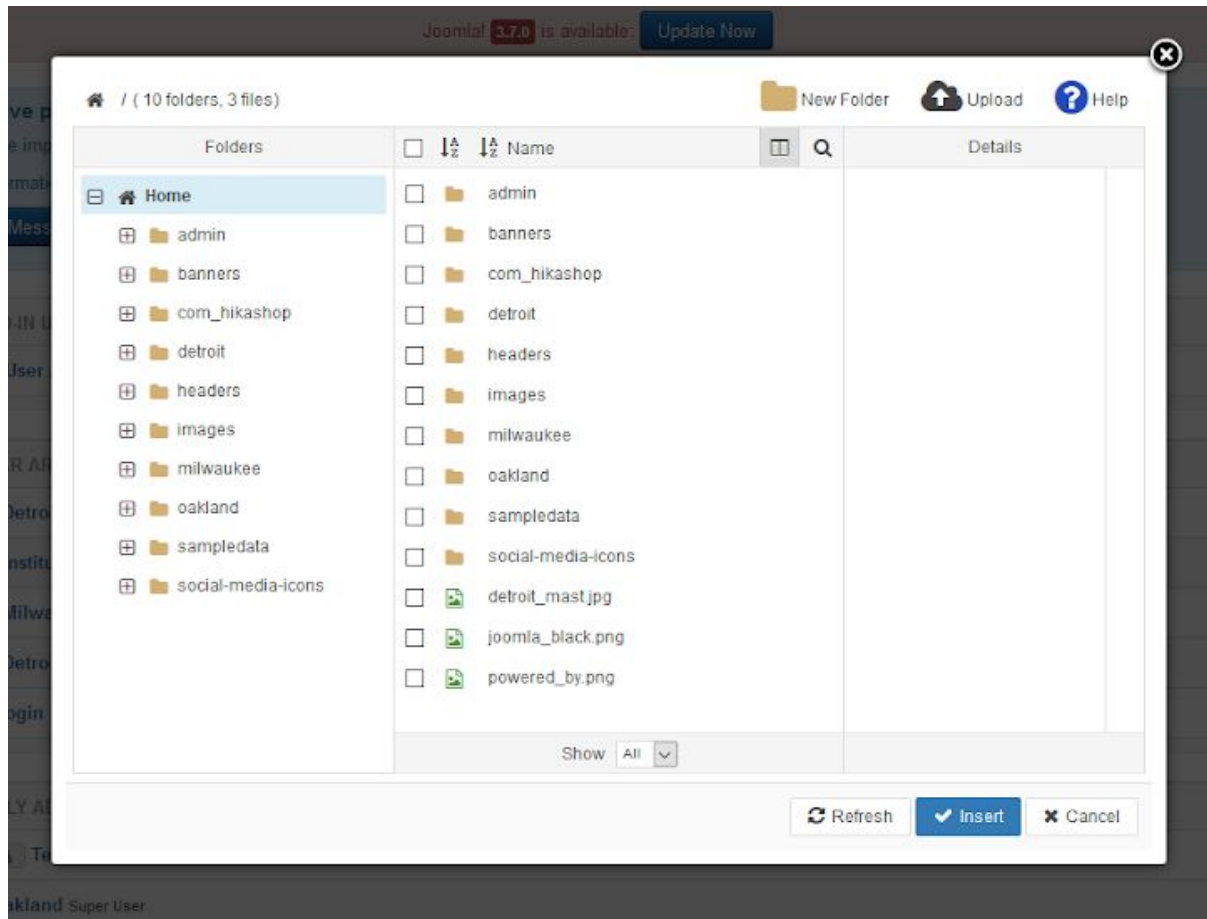 Joomla! 3.7.0 is available: Update Now
/ ( 10 folders, 3 files)
New Folder
Upload
Help
Folders
Name
Details
Home
admin
banners
com_hikashop
detroit
headers
images
milwaukee
oakland
sampledata
social-media-icons
admin
banners
com_hikashop
detroit
headers
images
milwaukee
oakland
sampledata
social-media-icons
detroit_mast.jpg
joomla_black.png
powered_by.png
Show All
Refresh
Insert
Cancel
User
Super User